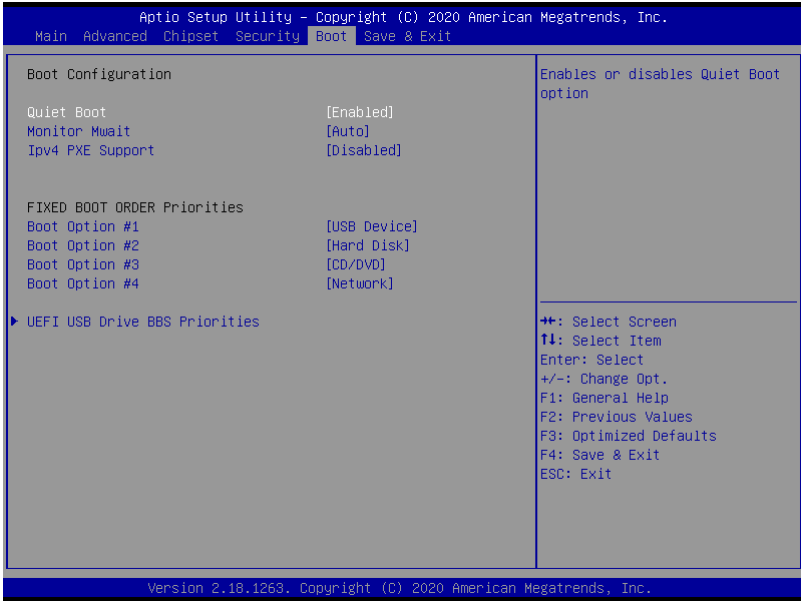 Aptio Setup Utility – Copyright (C) 2020 American Megatrends, Inc.
Main Advanced Chipset Security Boot Save & Exit
Boot Configuration
Quiet Boot [Enabled]
Monitor Mwait [Auto]
Ipv4 PXE Support [Disabled]
FIXED BOOT ORDER Priorities
Boot Option #1 [USB Device]
Boot Option #2 [Hard Disk]
Boot Option #3 [CD/DVD]
Boot Option #4 [Network]
UEFI USB Drive BBS Priorities
Enables or disables Quiet Boot
option
→←: Select Screen
↑↓: Select Item
Enter: Select
+/-: Change Opt.
F1: General Help
F2: Previous Values
F3: Optimized Defaults
F4: Save & Exit
ESC: Exit
Version 2.18.1263. Copyright (C) 2020 American Megatrends, Inc.